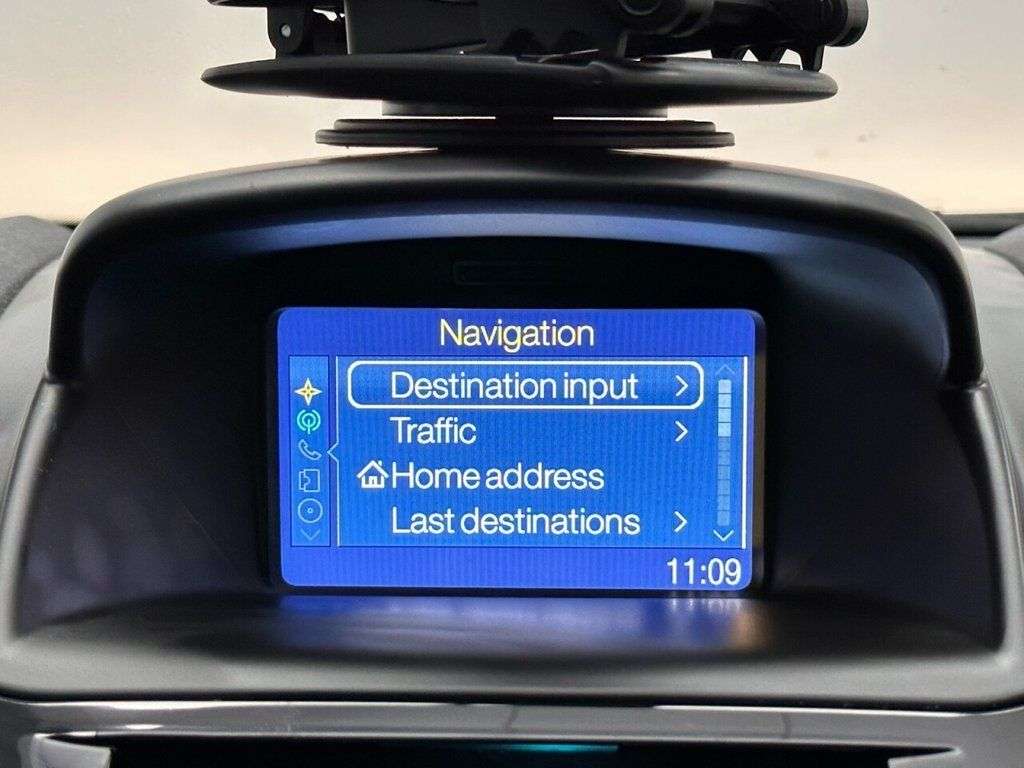 Navigation
Destination input
Traffic
Home address
Last destinations
11:09